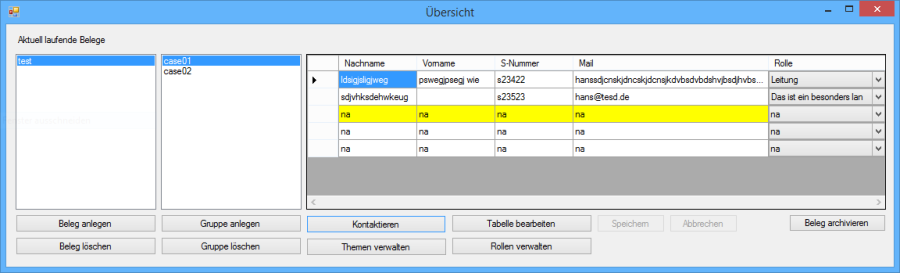 Übersicht
Aktuell laufende Belege
test
case01
case02
Nachname Vorname S-Nummer Mail Rolle
ldsigjsligjweg pswegjpsegj wie s23422 hanssdjcnskjdncskjdcnsjkdvbsdvbdshvjbsdjhvbs... Leitung
sdjvhksdehwkeug s23523 hans@tesd.de Das ist ein besonders lan
na na na na na
na na na na na
na na na na na
Beleg anlegen Gruppe anlegen Kontaktieren Tabelle bearbeiten Speichern Abbrechen Beleg archivieren
Beleg löschen Gruppe löschen Themen verwalten Rollen verwalten